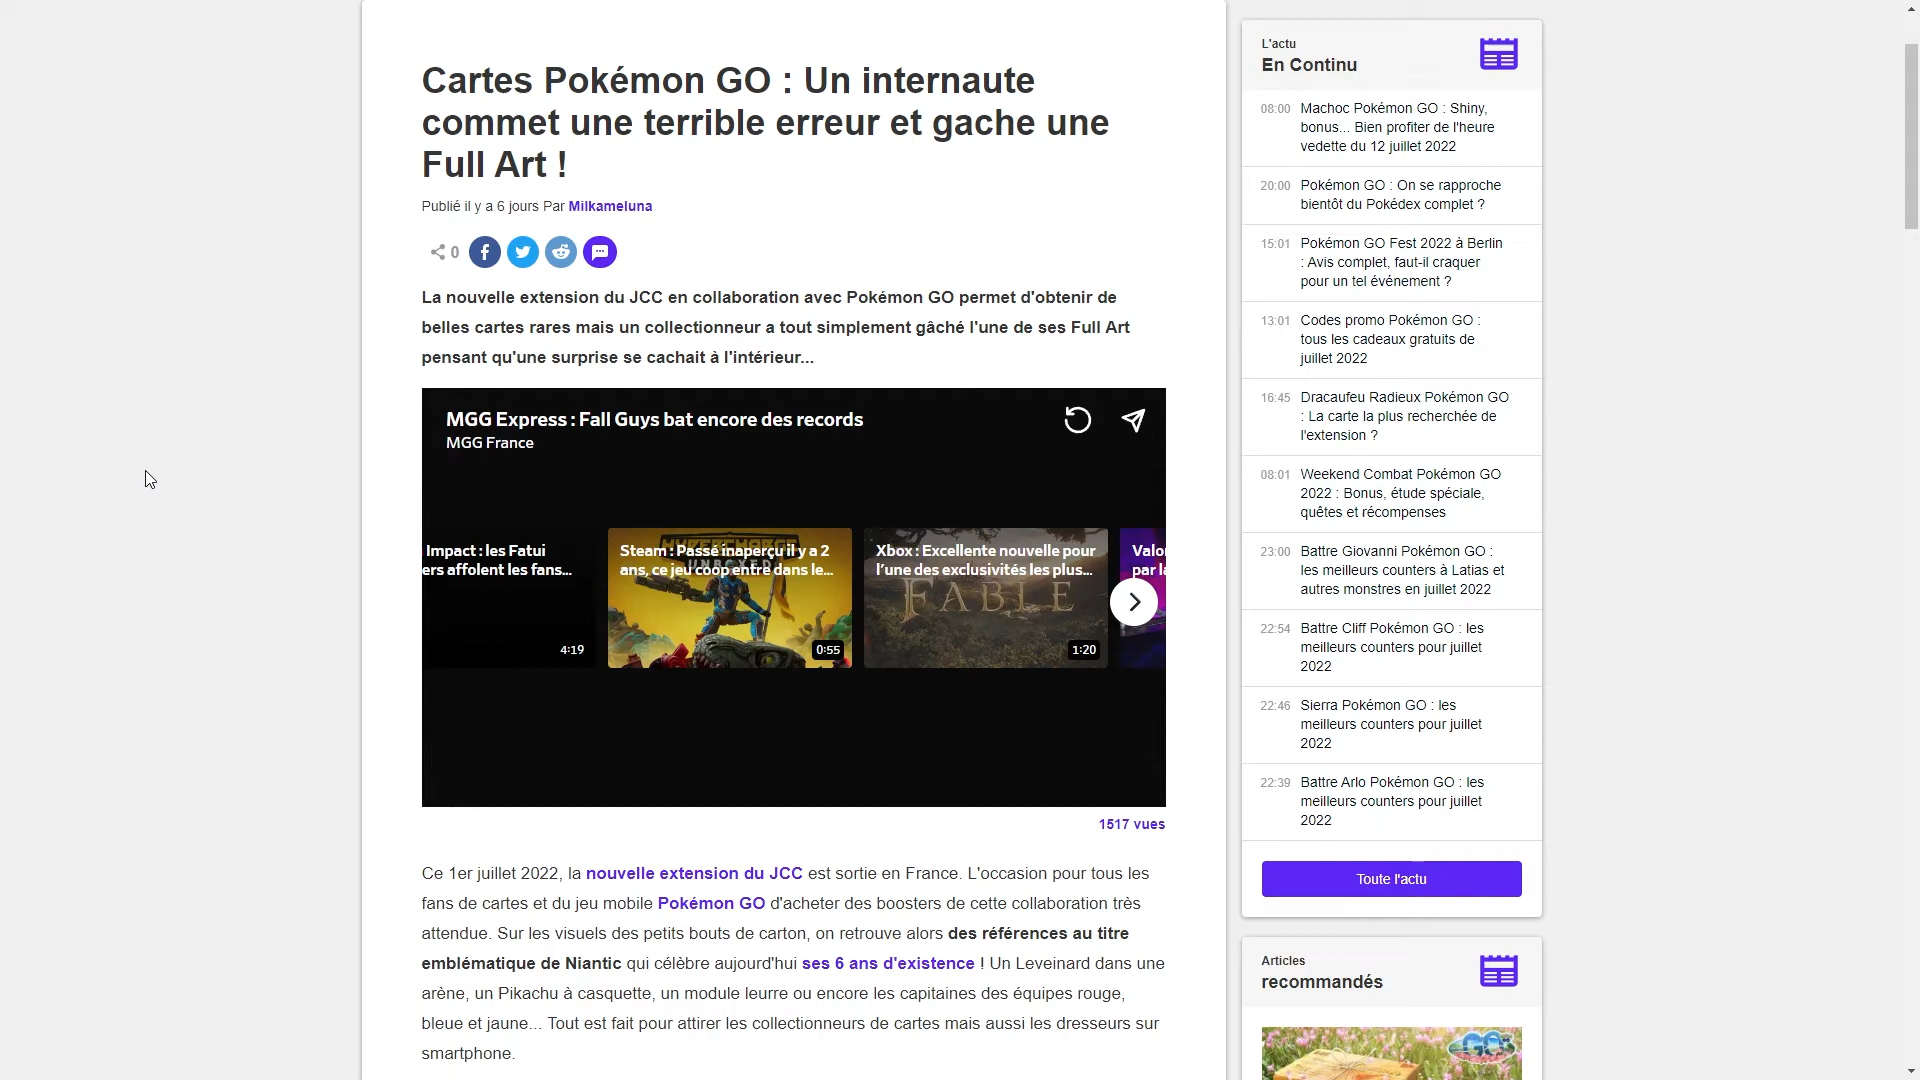 Cartes Pokémon GO : Un internaute
commet une terrible erreur et gache une
Full Art !
Publié il y a 6 jours Par Milkameluna
0
La nouvelle extension du JCC en collaboration avec Pokémon GO permet d'obtenir de
belles cartes rares mais un collectionneur a tout simplement gâché l'une de ses Full Art
pensant qu'une surprise se cachait à l'intérieur...
MGG Express : Fall Guys bat encore des records
MGG France
Impact : les Fatui
ers affolent les fans...
4:19
Steam : Passé inaperçu il y a 2
ans, ce jeu coop entre dans le...
UNBOXED
0:55
Xbox : Excellente nouvelle pour
l'une des exclusivités les plus...
FABLE
1:20
Valo
par la
1517 vues
Ce 1er juillet 2022, la nouvelle extension du JCC est sortie en France. L'occasion pour tous les
fans de cartes et du jeu mobile Pokémon GO d'acheter des boosters de cette collaboration très
attendue. Sur les visuels des petits bouts de carton, on retrouve alors des références au titre
emblématique de Niantic qui célèbre aujourd'hui ses 6 ans d'existence ! Un Leveinard dans une
arène, un Pikachu à casquette, un module leurre ou encore les capitaines des équipes rouge,
bleue et jaune... Tout est fait pour attirer les collectionneurs de cartes mais aussi les dresseurs sur
smartphone.
L'actu
En Continu
08:00 Machoc Pokémon GO : Shiny,
bonus... Bien profiter de l'heure
vedette du 12 juillet 2022
20:00 Pokémon GO : On se rapproche
bientôt du Pokédex complet ?
15:01 Pokémon GO Fest 2022 à Berlin
: Avis complet, faut-il craquer
pour un tel événement ?
13:01 Codes promo Pokémon GO :
tous les cadeaux gratuits de
juillet 2022
16:45 Dracaufeu Radieux Pokémon GO
: La carte la plus recherchée de
l'extension ?
08:01 Weekend Combat Pokémon GO
2022 : Bonus, étude spéciale,
quêtes et récompenses
23:00 Battre Giovanni Pokémon GO :
les meilleurs counters à Latias et
autres monstres en juillet 2022
22:54 Battre Cliff Pokémon GO : les
meilleurs counters pour juillet
2022
22:46 Sierra Pokémon GO : les
meilleurs counters pour juillet
2022
22:39 Battre Arlo Pokémon GO : les
meilleurs counters pour juillet
2022
Toute l'actu
Articles
recommandés
GO